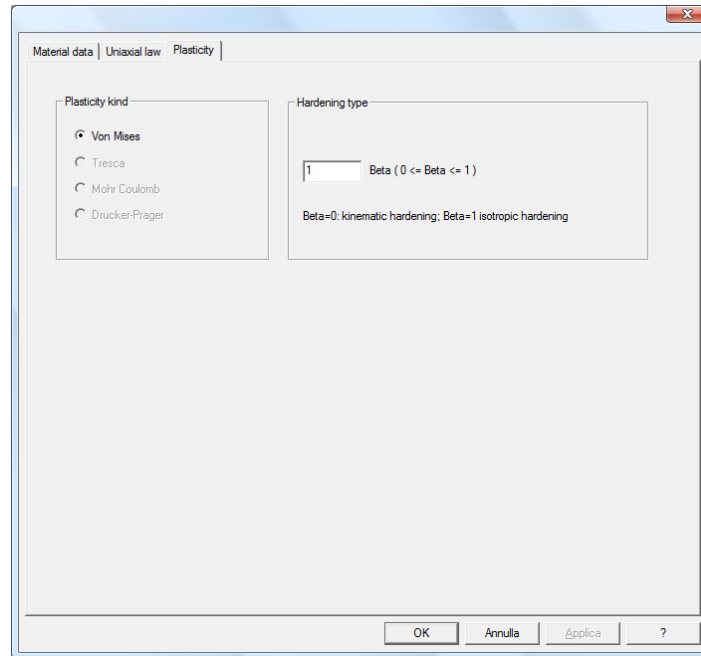 Material data Uniaxial law Plasticity
Plasticity kind
Von Mises
Tresca
Mohr Coulomb
Drucker-Prager
Hardening type
1 Beta ( 0 <= Beta <= 1 )
Beta=0: kinematic hardening; Beta=1 isotropic hardening
OK Annulla Applica ?